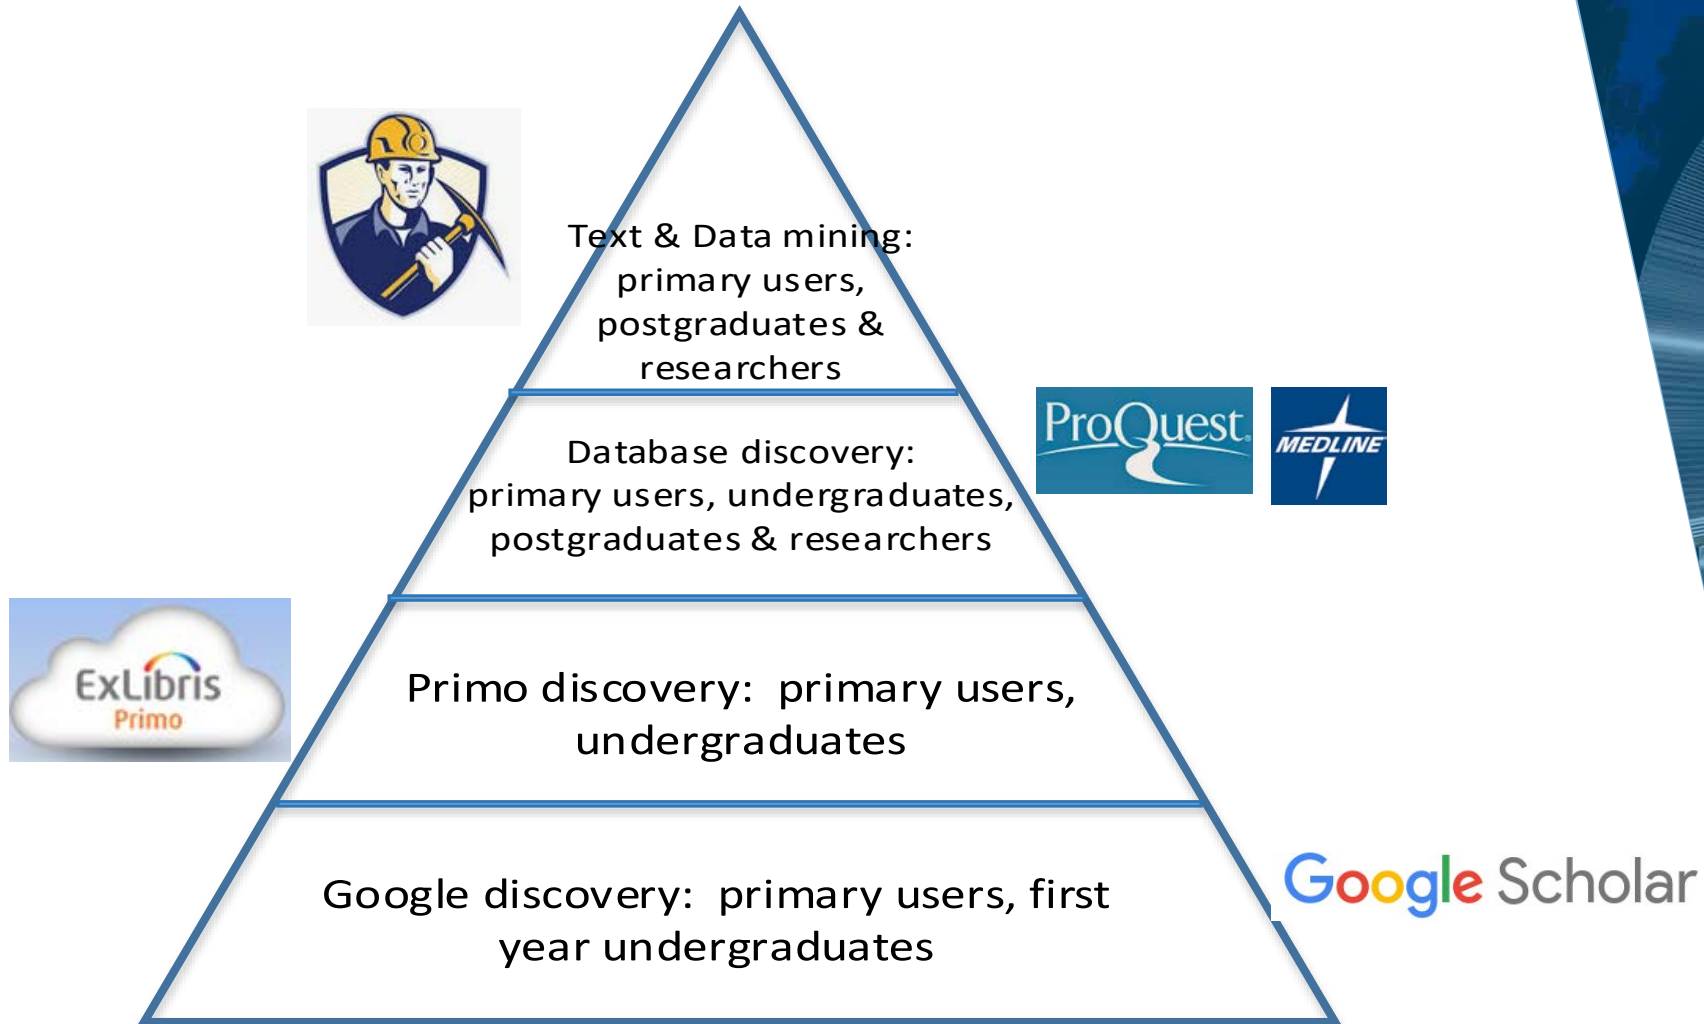 Text & Data mining:
primary users,
postgraduates &
researchers
ProQuest
MEDLINE
Database discovery:
primary users, undergraduates,
postgraduates & researchers
ExLibris
Primo
Primo discovery:  primary users,
undergraduates
Google Scholar
Google discovery:  primary users, first
year undergraduates